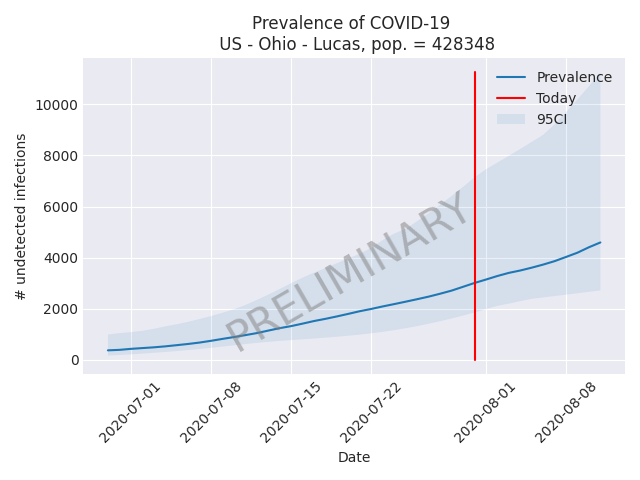 Prevalence of COVID-19
US - Ohio - Lucas, pop. = 428348
Prevalence
Today
95CI
10000
8000
6000
4000
2000
0
# undetected infections
PRELIMINARY
2020-07-01
2020-07-08
2020-07-15
2020-07-22
2020-08-01
2020-08-08
Date